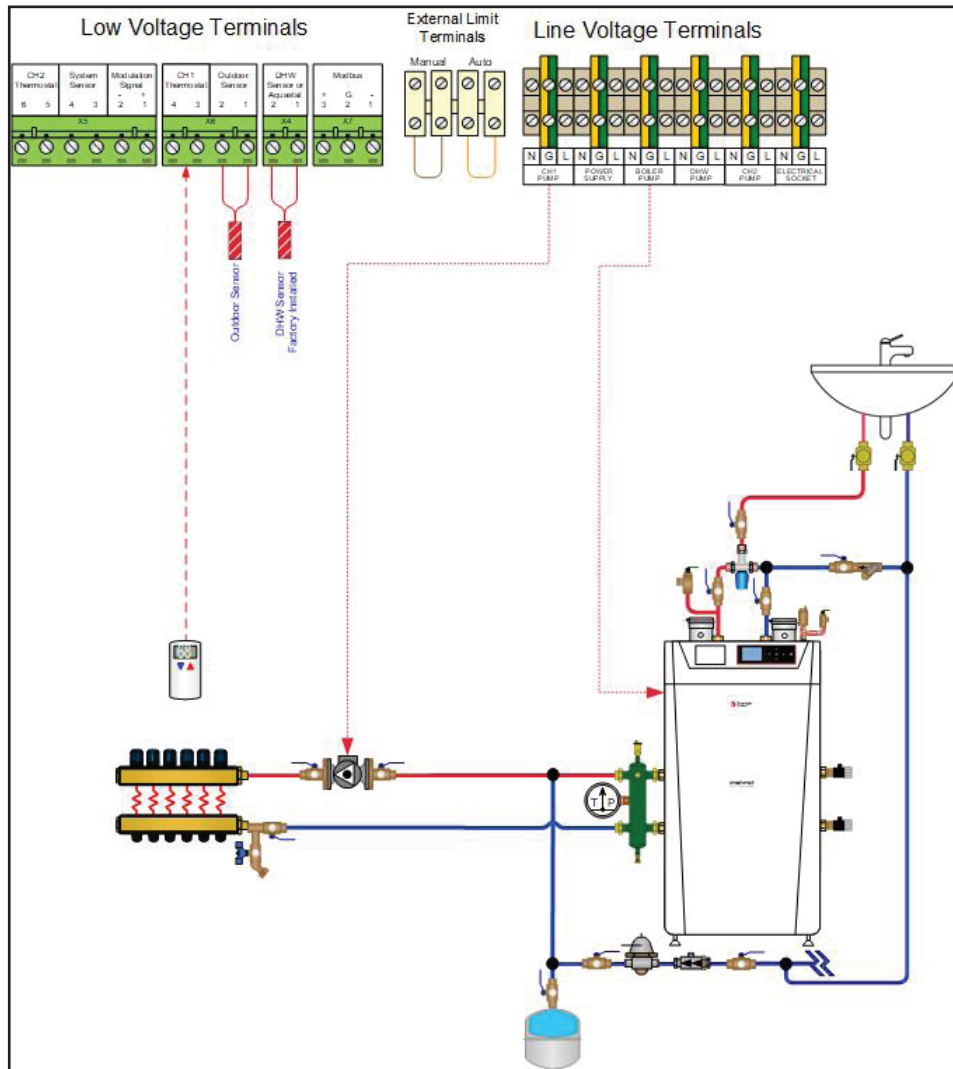 Low Voltage Terminals
External Limit
Terminals
Line Voltage Terminals
Manual
Auto
CH2
Thermostat
6 5
System
Sensor
4 3
Modulation
Signal
- +
2 1
X5
CH1
Thermostat
4 3
Outdoor
Sensor
2 1
X6
DHW
Sensor or
Aquastat
2 1
X4
Modbus
+ G -
3 2 1
X7
N G L N G L N G L N G L N G L N G L
CH1
PUMP
POWER
SUPPLY
BOILER
PUMP
DHW
PUMP
CH2
PUMP
ELECTRICAL
SOCKET
Outdoor Sensor
DHW Sensor
Factory Installed
T P